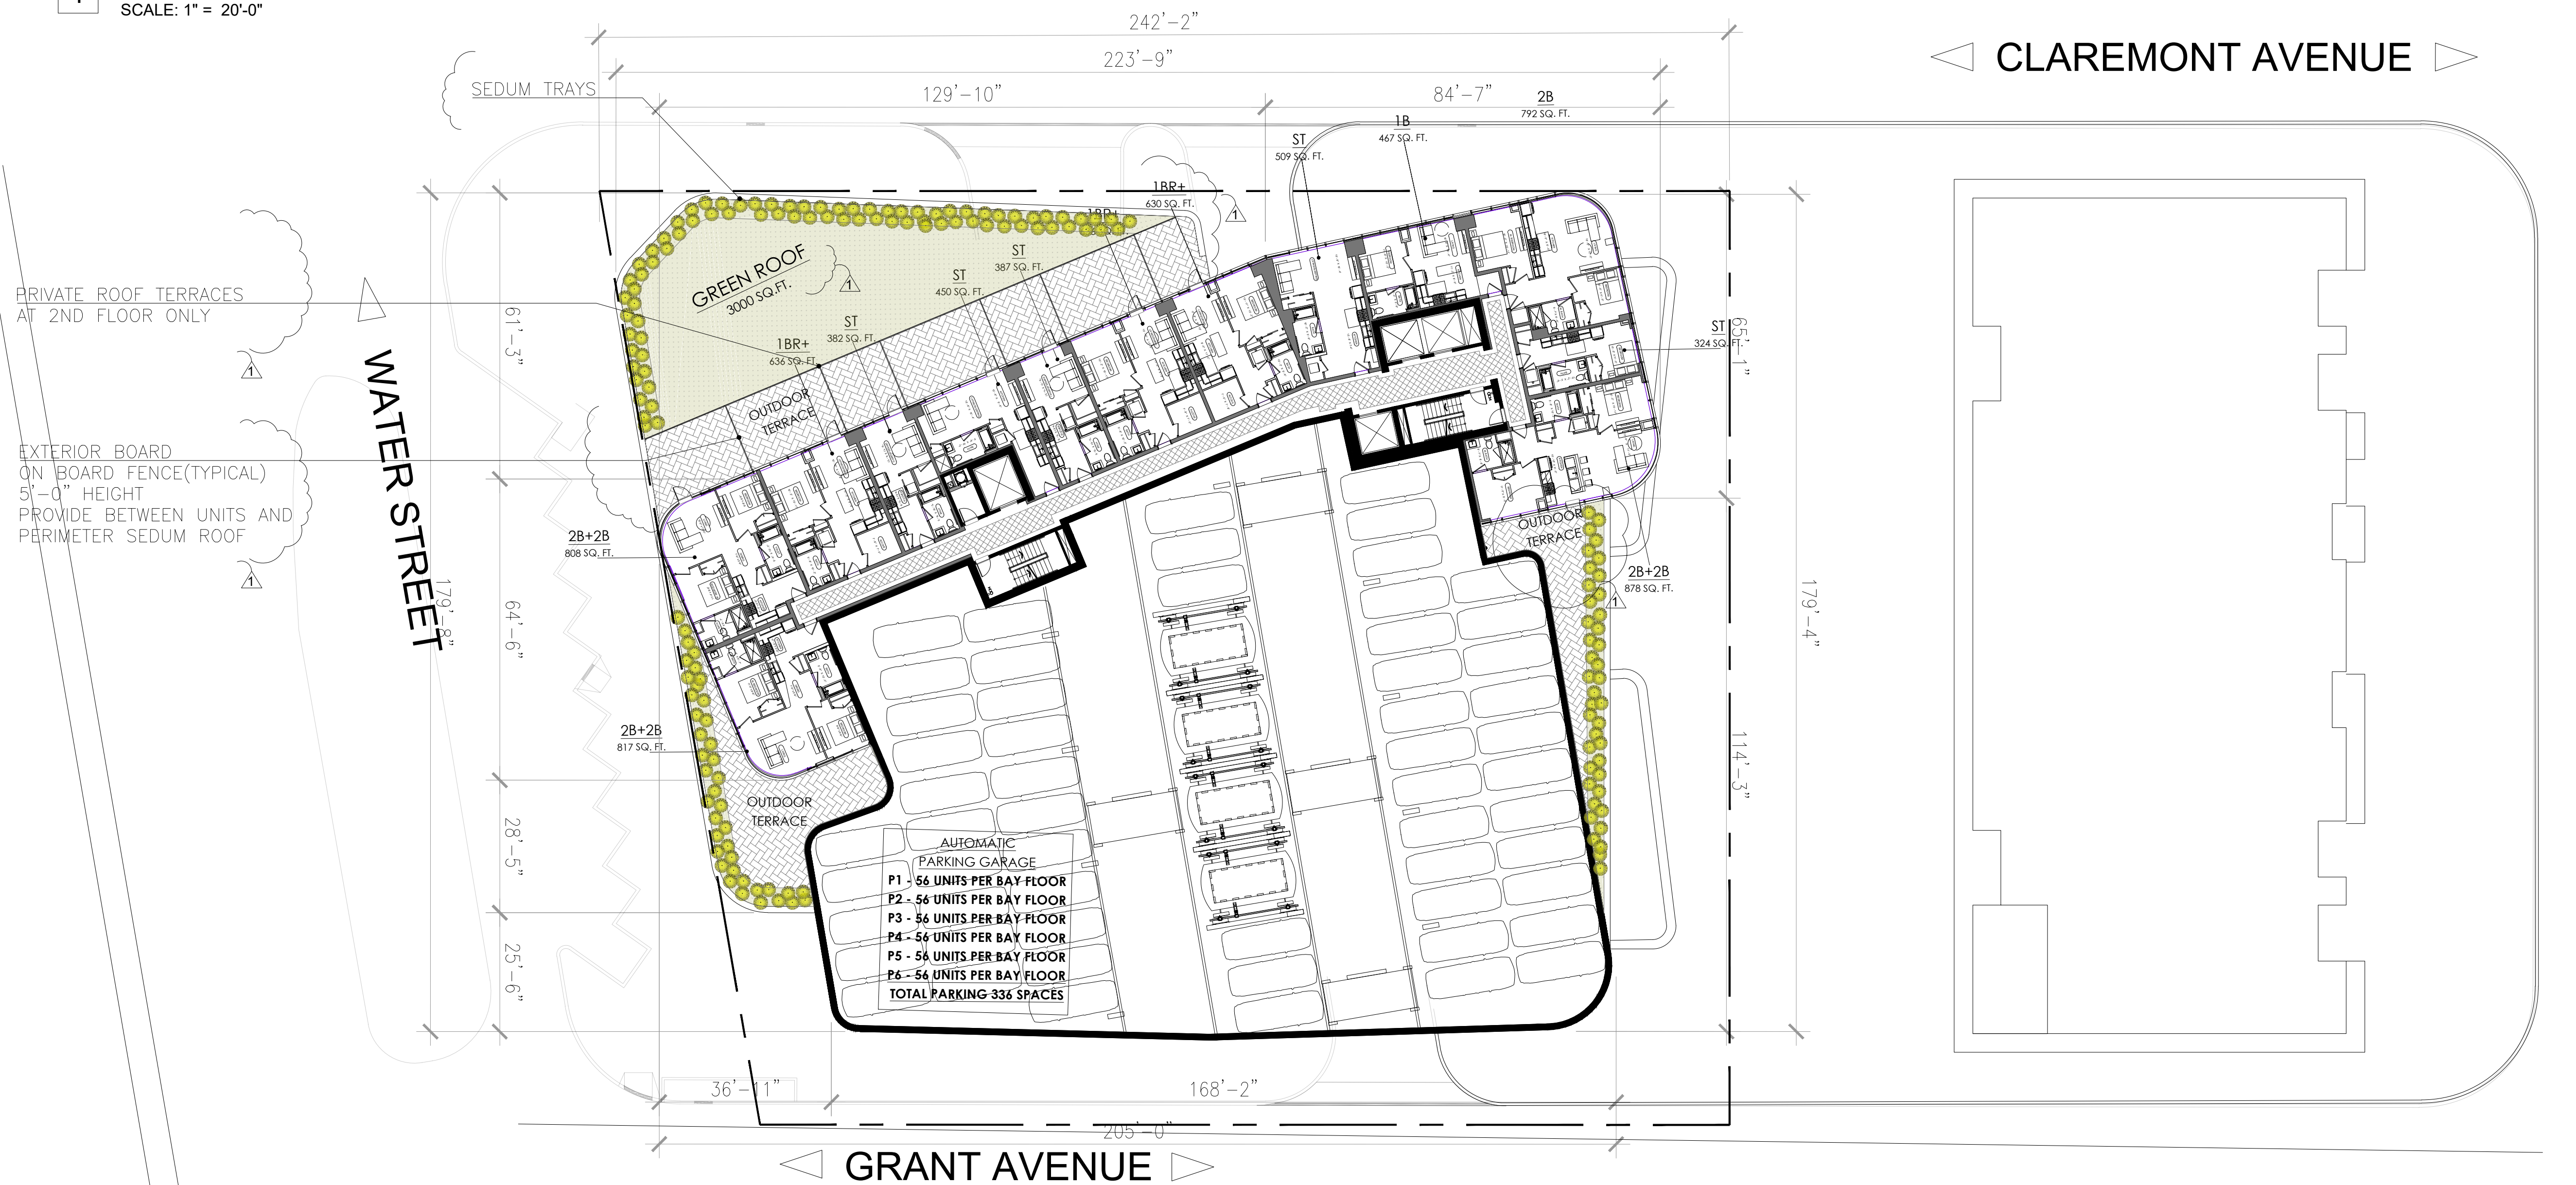 SCALE: 1" = 20'-0"
242'-2"
223'-9"
129'-10"
84'-7"
CLAREMONT AVENUE
SEDUM TRAYS
2B
792 SQ. FT.
1B
467 SQ. FT.
ST
509 SQ. FT.
1BR+
630 SQ. FT.
1BR+
1
GREEN ROOF
3000 SQ.FT.
1
ST
387 SQ. FT.
ST
450 SQ. FT.
ST
382 SQ. FT.
1BR+
636 SQ. FT.
PRIVATE ROOF TERRACES
AT 2ND FLOOR ONLY
1
61'-3"
65'-1"
ST
324 SQ. FT.
WATER STREET
OUTDOOR
TERRACE
EXTERIOR BOARD
ON BOARD FENCE(TYPICAL)
5'-0" HEIGHT
PROVIDE BETWEEN UNITS AND
PERIMETER SEDUM ROOF
1
2B+2B
808 SQ. FT.
OUTDOOR
TERRACE
2B+2B
878 SQ. FT.
1
179'-8"
64'-6"
179'-4"
2B+2B
817 SQ. FT.
114'-3"
OUTDOOR
TERRACE
28'-5"
25'-6"
AUTOMATIC
PARKING GARAGE
P1 - 56 UNITS PER BAY FLOOR
P2 - 56 UNITS PER BAY FLOOR
P3 - 56 UNITS PER BAY FLOOR
P4 - 56 UNITS PER BAY FLOOR
P5 - 56 UNITS PER BAY FLOOR
P6 - 56 UNITS PER BAY FLOOR
TOTAL PARKING 336 SPACES
36'-11"
168'-2"
205'-0"
GRANT AVENUE